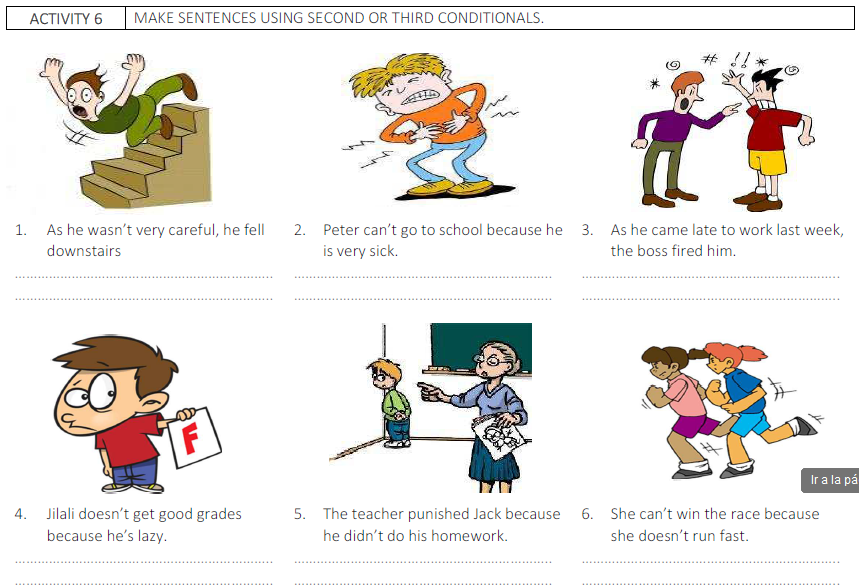 ACTIVITY 6 MAKE SENTENCES USING SECOND OR THIRD CONDITIONALS.
1. As he wasn't very careful, he fell
downstairs
2. Peter can't go to school because he
is very sick.
3. As he came late to work last week,
the boss fired him.
F
4. Jilali doesn't get good grades
because he's lazy.
5. The teacher punished Jack because
he didn't do his homework.
Ir a la pá
6. She can't win the race because
she doesn't run fast.